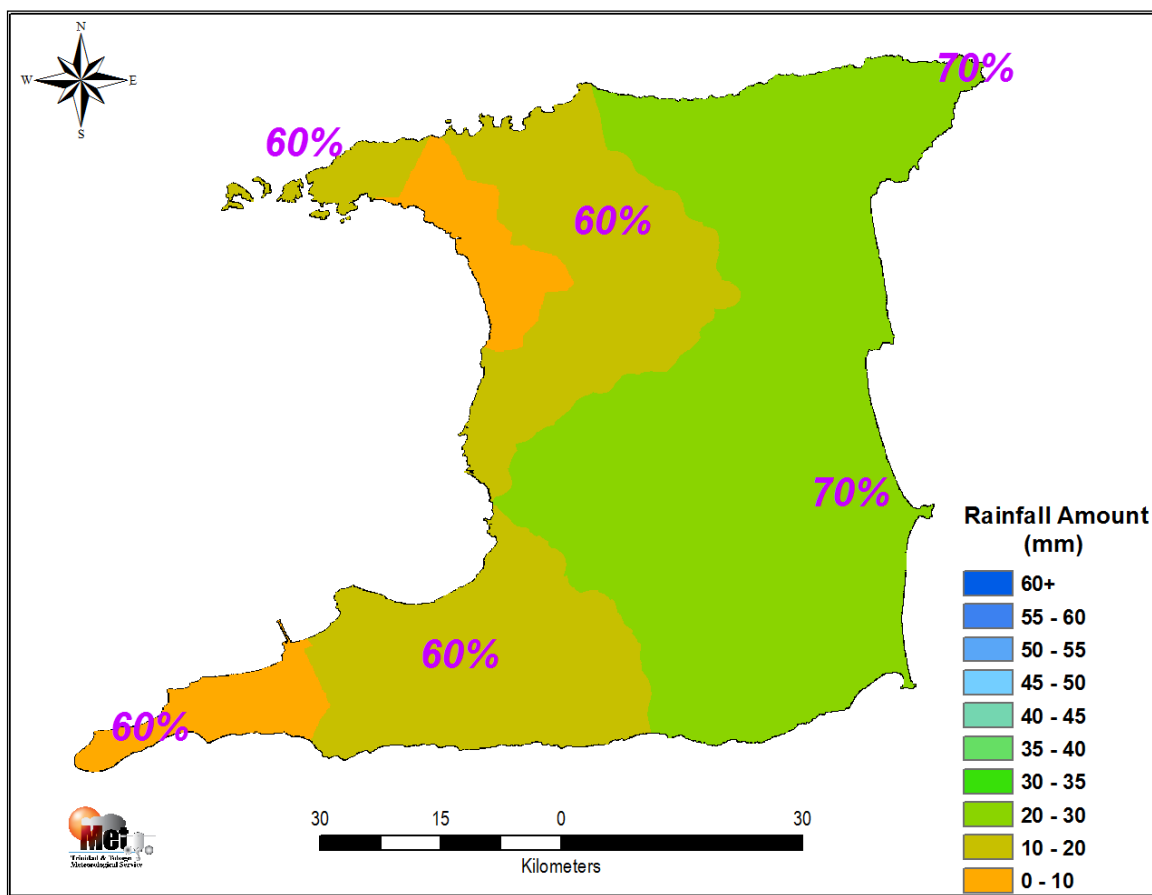 N
W
E
S
70%
60%
60%
70%
60%
60%
Rainfall Amount
(mm)
60+
55 - 60
50 - 55
45 - 50
40 - 45
35 - 40
30 - 35
20 - 30
10 - 20
0 - 10
30
15
0
30
Kilometers
Met
Trinidad & Tobago
Meteorological Service